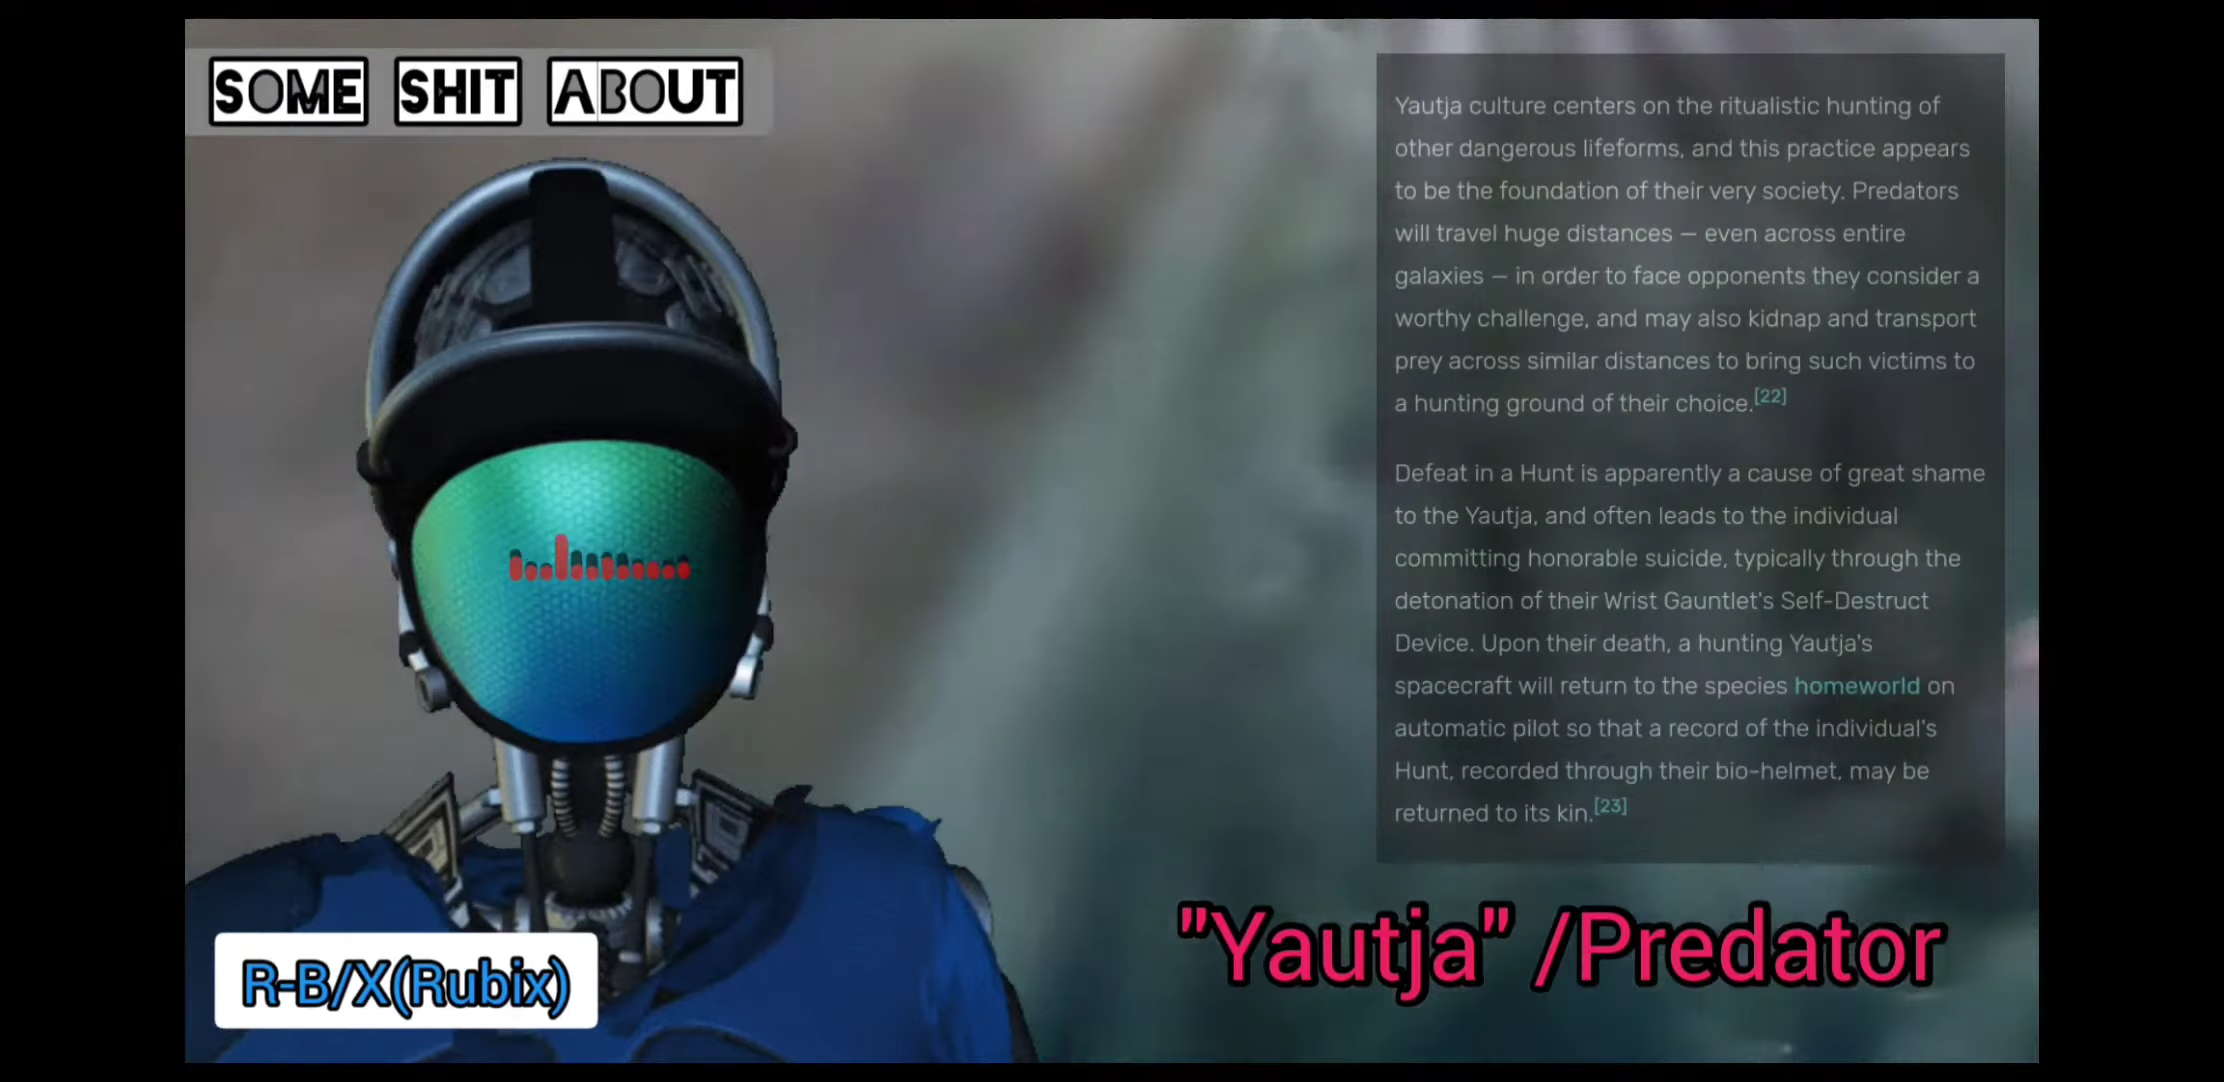 SOME SHIT ABOUT
Yautja culture centers on the ritualistic hunting of
other dangerous lifeforms, and this practice appears
to be the foundation of their very society. Predators
will travel huge distances — even across entire
galaxies — in order to face opponents they consider a
worthy challenge, and may also kidnap and transport
prey across similar distances to bring such victims to
a hunting ground of their choice.[22]
Defeat in a Hunt is apparently a cause of great shame
to the Yautja, and often leads to the individual
committing honorable suicide, typically through the
detonation of their Wrist Gauntlet's Self-Destruct
Device. Upon their death, a hunting Yautja's
spacecraft will return to the species homeworld on
automatic pilot so that a record of the individual's
Hunt, recorded through their bio-helmet, may be
returned to its kin.[23]
"Yautja" /Predator
R-B/X(Rubix)